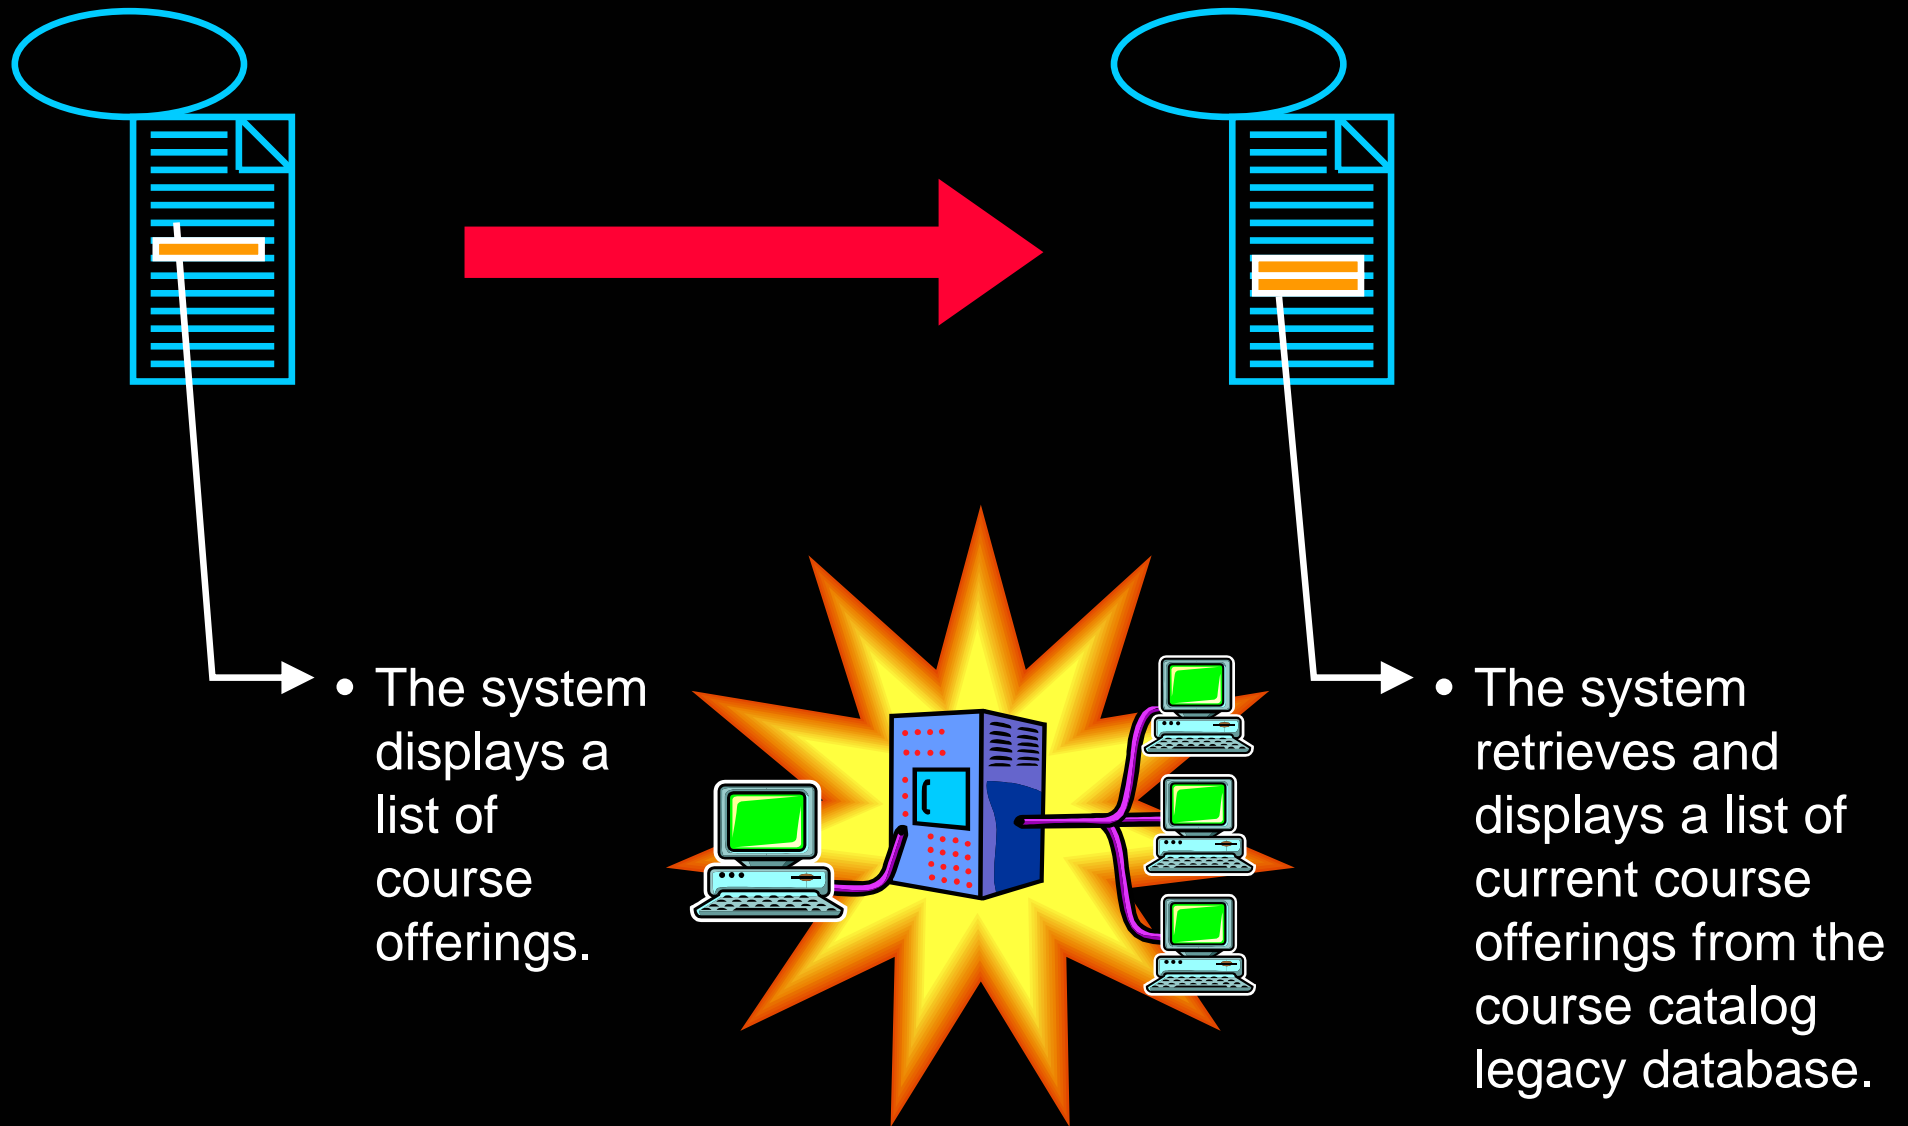 • The system
displays a
list of
course
offerings.
• The system
retrieves and
displays a list of
current course
offerings from the
course catalog
legacy database.